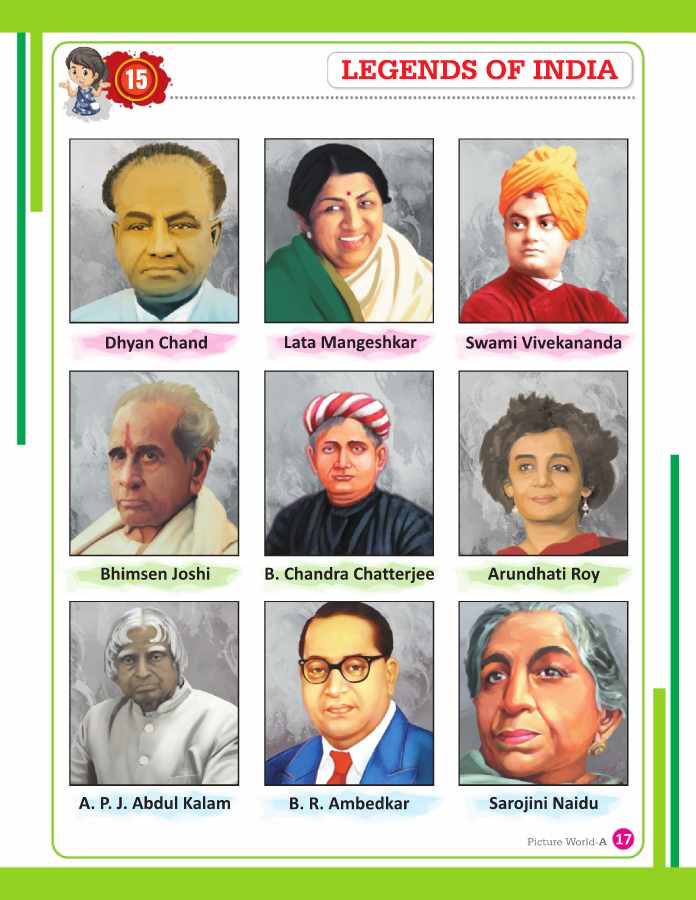 15
LEGENDS OF INDIA
Dhyan Chand
Lata Mangeshkar
Swami Vivekananda
Bhimsen Joshi
B. Chandra Chatterjee
Arundhati Roy
A. P. J. Abdul Kalam
B. R. Ambedkar
Sarojini Naidu
Picture World-A 17